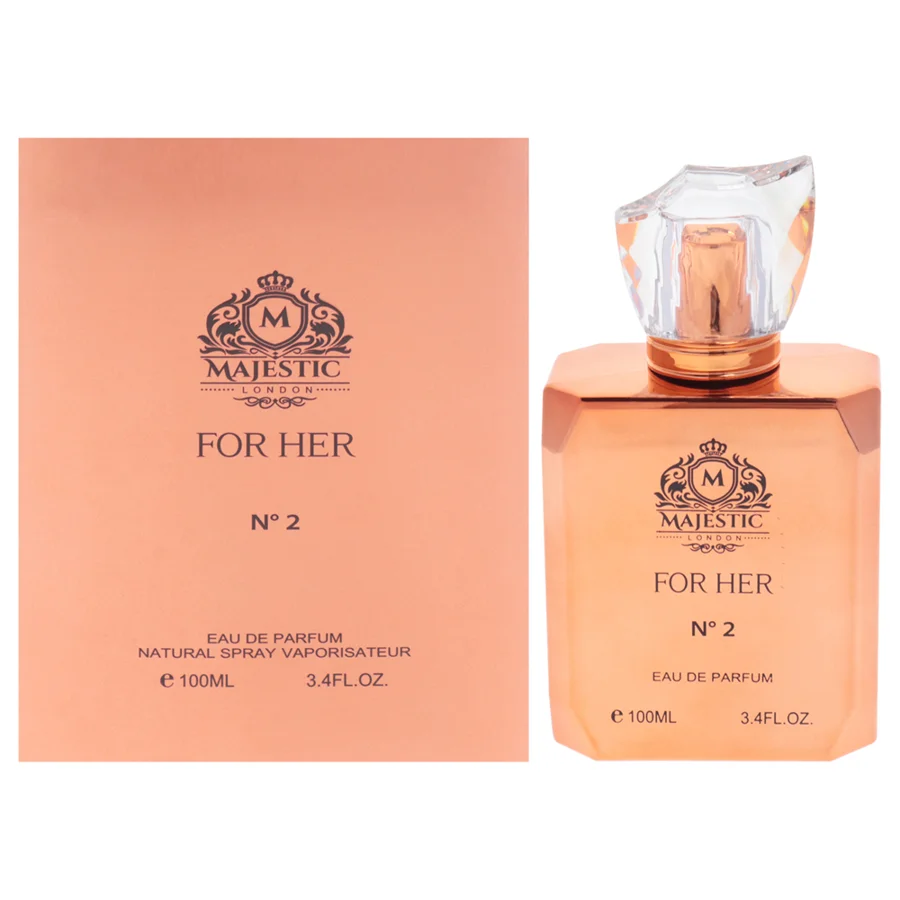 M
MAJESTIC
LONDON
FOR HER
N° 2
EAU DE PARFUM
NATURAL SPRAY VAPORISATEUR
℮ 100ML 3.4FL.OZ.
M
MAJESTIC
LONDON
FOR HER
N° 2
EAU DE PARFUM
℮ 100ML 3.4FL.OZ.